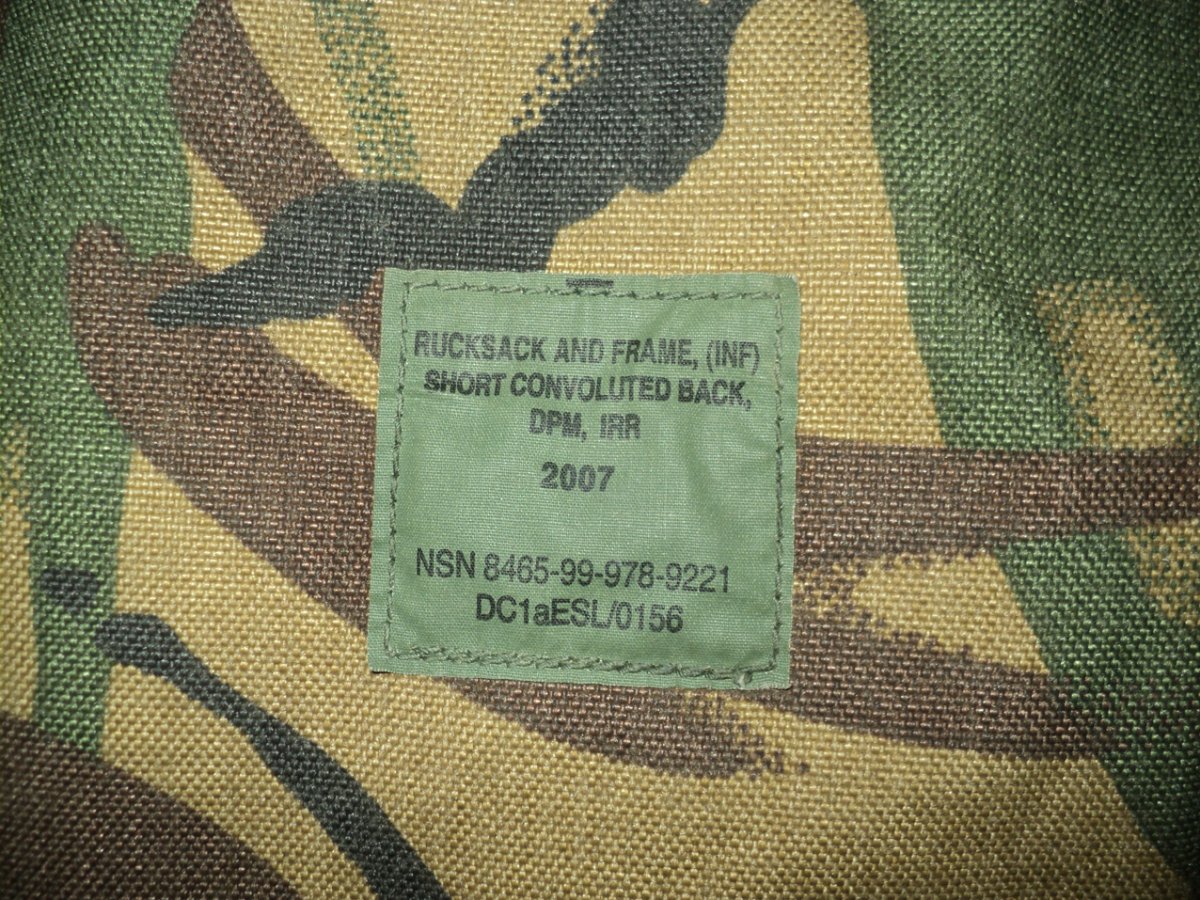 RUCKSACK AND FRAME, (INF)
SHORT CONVOLUTED BACK,
DPM, IRR
2007
NSN 8465-99-978-9221
DC1aESL/0156